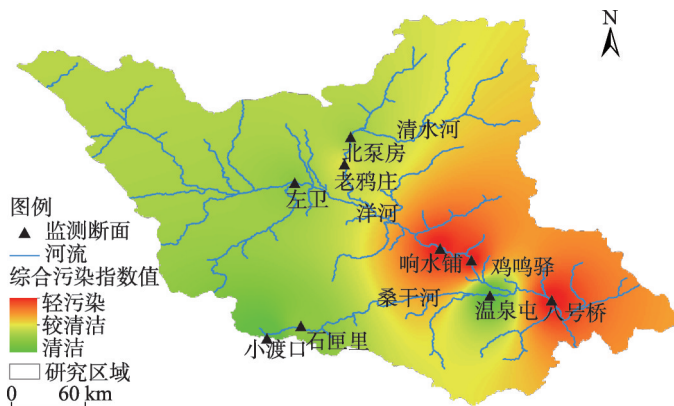 N
清水河
北泵房
老鸦庄
左卫
洋河
响水铺
鸡鸣驿
桑干河
温泉屯
八号桥
石匣里
小渡口
图例
监测断面
河流
综合污染指数值
轻污染
较清洁
清洁
研究区域
0 60 km